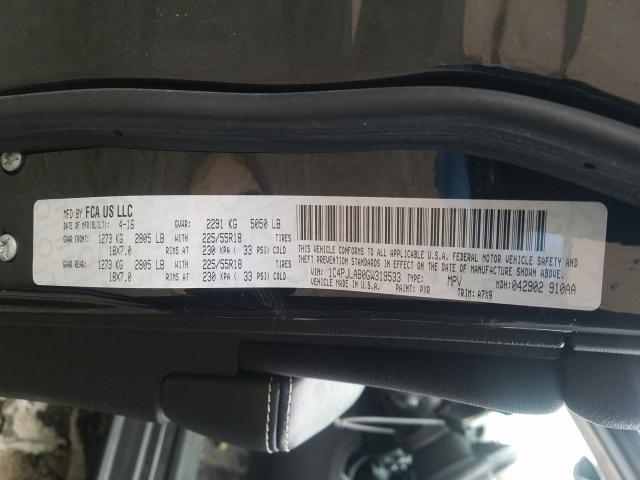 MFD BY FCA US LLC
DATE OF MFR(BLT): 4-16 GVWR: 2291 KG 5050 LB
GAWR FRONT: 1273 KG 2805 LB WITH 225/55R18 TIRES
18X7.0 RIMS AT 230 KPA ( 33 PSI) COLD
GAWR REAR: 1273 KG 2805 LB WITH 225/55R18 TIRES
18X7.0 RIMS AT 230 KPA ( 33 PSI) COLD
THIS VEHICLE CONFORMS TO ALL APPLICABLE U.S.A. FEDERAL MOTOR VEHICLE SAFETY AND
THEFT PREVENTION STANDARDS IN EFFECT ON THE DATE OF MANUFACTURE SHOWN ABOVE.
VIN: 1C4PJLAB0GW319533 TYPE: MPV MDH: 042902 910AA
VEHICLE MADE IN U.S.A. PAINT: PXR TRIM: A7X9